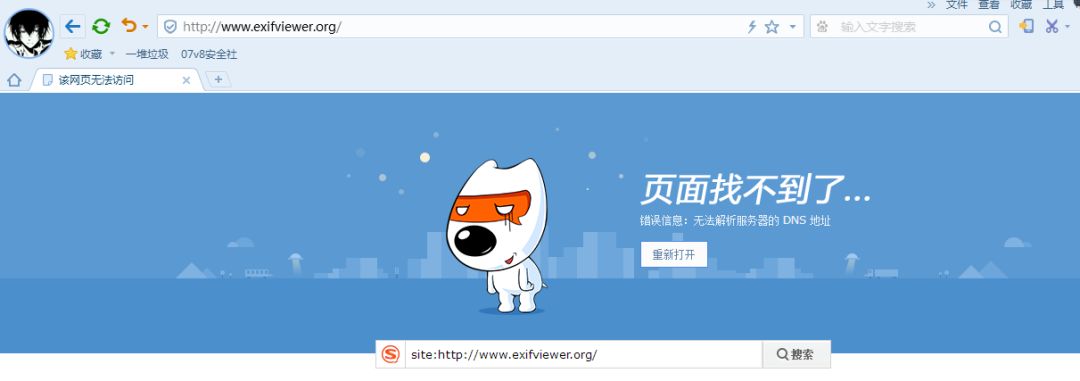 » 文件 查看 收藏 工具
http://www.exifviewer.org/
输入文字搜索
收藏 一堆垃圾 07v8安全社
该网页无法访问
页面找不到了...
错误信息：无法解析服务器的 DNS 地址
重新打开
site:http://www.exifviewer.org/ 搜索